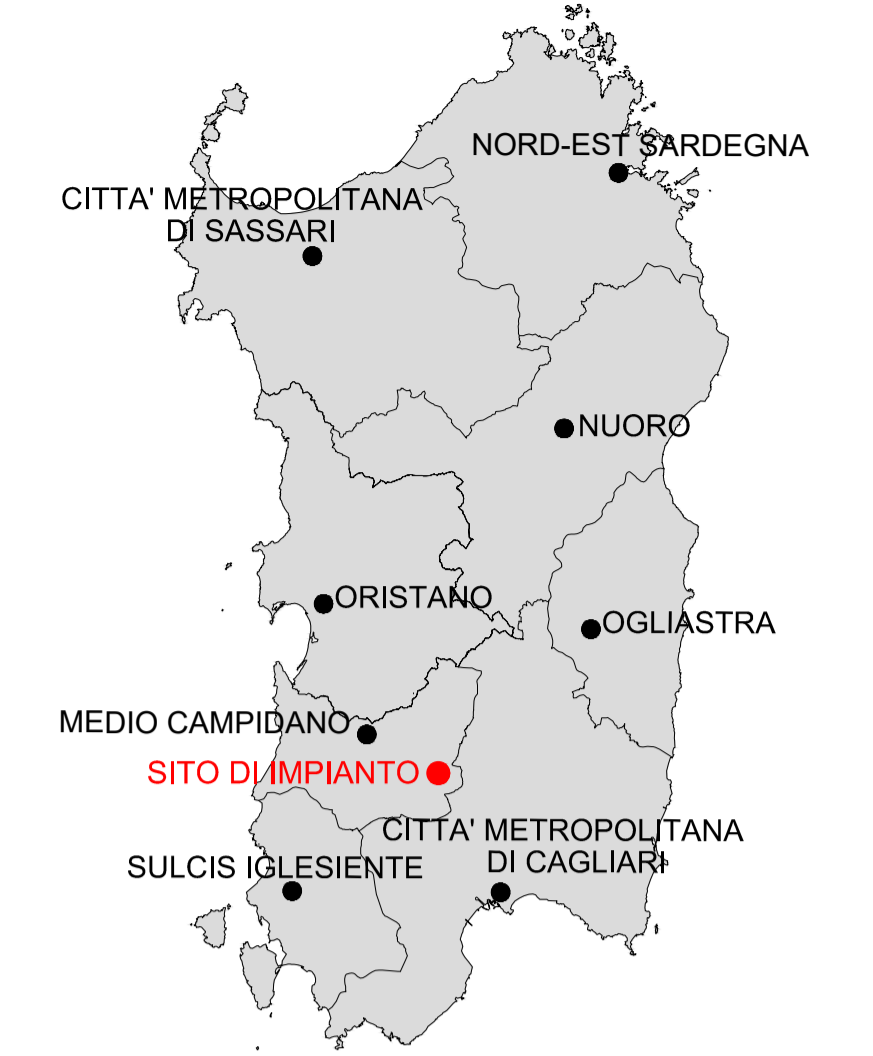 NORD-EST SARDEGNA
CITTA' METROPOLITANA
DI SASSARI
NUORO
ORISTANO
OGLIASTRA
MEDIO CAMPIDANO
SITO DI IMPIANTO
CITTA' METROPOLITANA
DI CAGLIARI
SULCIS IGLESIENTE